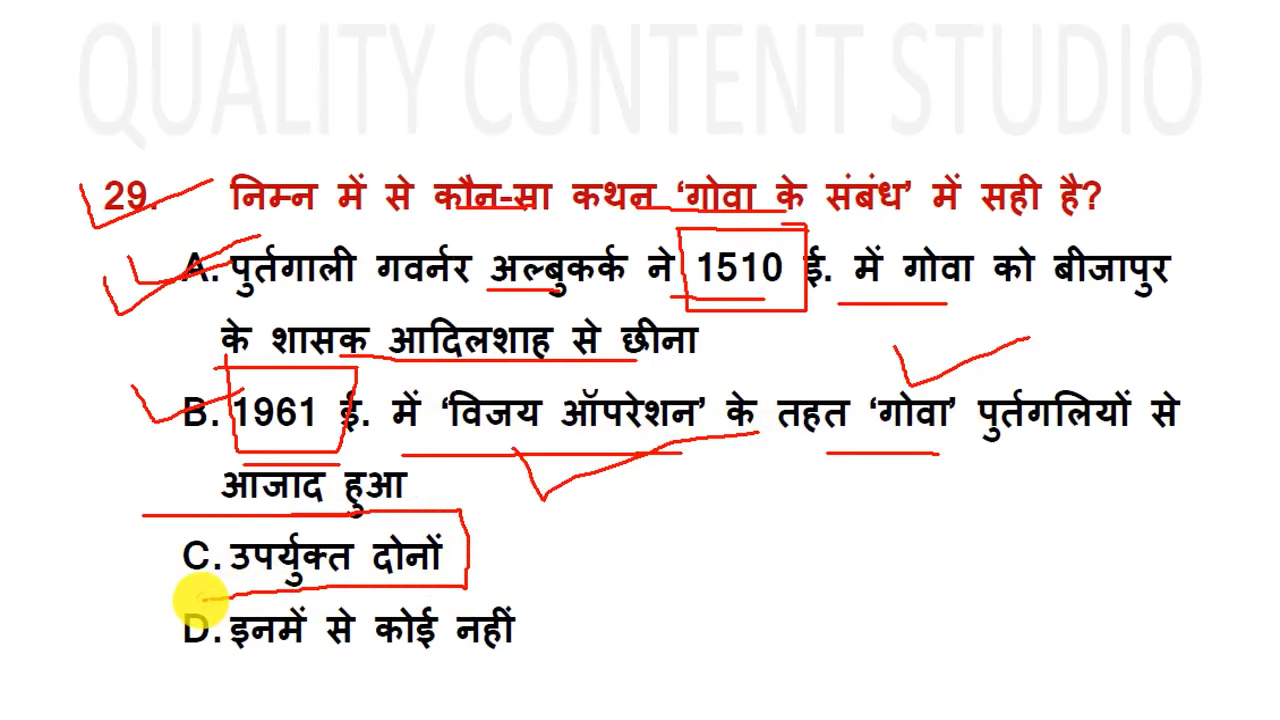 QUALITY CONTENT STUDIO
29. निम्न में से कौन-सा कथन ‘गोवा के संबंध’ में सही है?
A. पुर्तगाली गवर्नर अल्बुकर्क ने 1510 ई. में गोवा को बीजापुर
के शासक आदिलशाह से छीना
B. 1961 ई. में ‘विजय ऑपरेशन’ के तहत ‘गोवा’ पुर्तगलियों से
आजाद हुआ
C. उपर्युक्त दोनों
D. इनमें से कोई नहीं